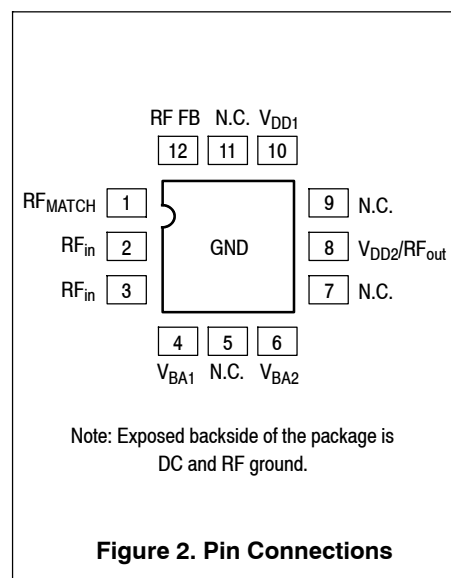 RF FB N.C. VDD1
12 11 10
RFMATCH 1 9 N.C.
RFin 2 GND 8 VDD2/RFout
RFin 3 7 N.C.
4 5 6
VBA1 N.C. VBA2
Note: Exposed backside of the package is
DC and RF ground.
Figure 2. Pin Connections